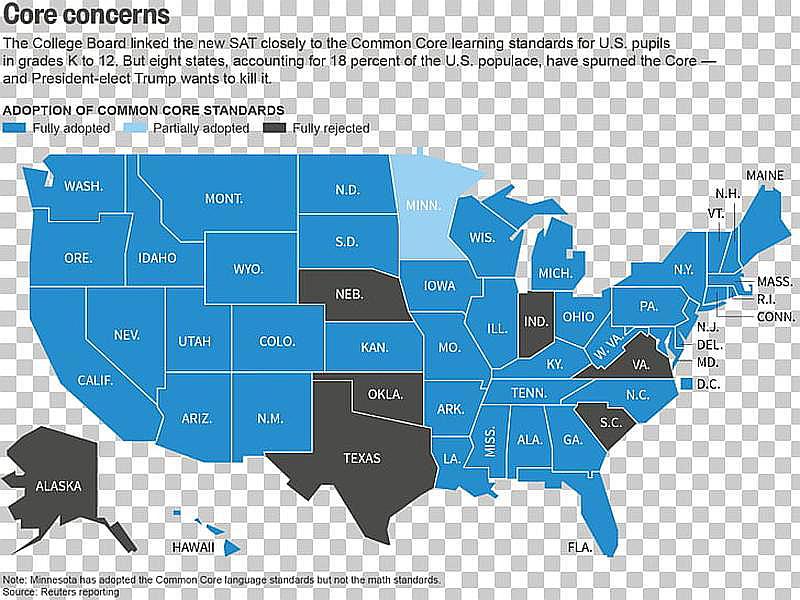 Core concerns
The College Board linked the new SAT closely to the Common Core learning standards for U.S. pupils
in grades K to 12. But eight states, accounting for 18 percent of the U.S. populace, have spurned the Core —
and President-elect Trump wants to kill it.
ADOPTION OF COMMON CORE STANDARDS
Fully adopted Partially adopted Fully rejected
MAINE
N.H.
VT.
WASH.
MONT.
N.D.
MINN.
WIS.
ORE.
IDAHO
S.D.
WYO.
MICH.
N.Y.
MASS.
R.I.
CONN.
NEB.
IOWA
PA.
N.J.
DEL.
MD.
D.C.
NEV.
UTAH
COLO.
KAN.
MO.
ILL.
IND.
OHIO
W. VA.
VA.
KY.
CALIF.
ARIZ.
N.M.
OKLA.
ARK.
TENN.
N.C.
S.C.
TEXAS
LA.
MISS.
ALA.
GA.
ALASKA
HAWAII
FLA.
Note: Minnesota has adopted the Common Core language standards but not the math standards.
Source: Reuters reporting